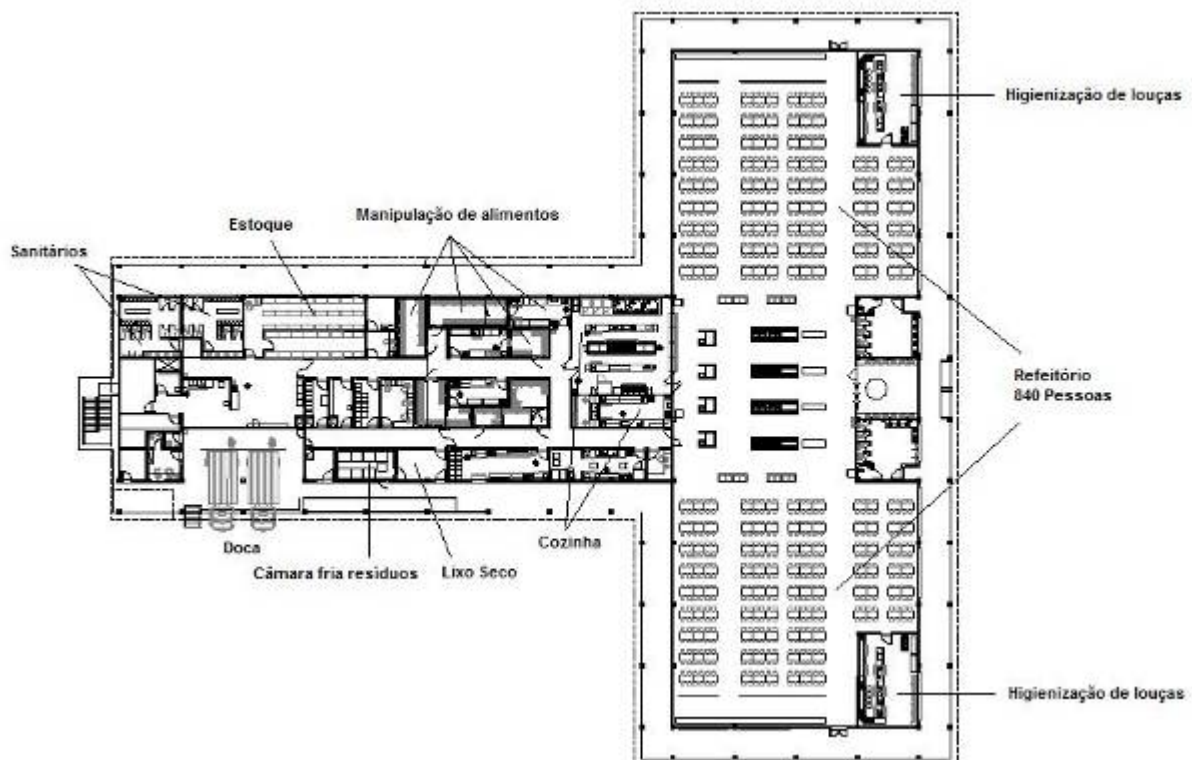 Higienização de louças
Manipulação de alimentos
Estoque
Sanitários
Refeitório
840 Pessoas
Cozinha
Doca
Câmara fria resíduos
Lixo Seco
Higienização de louças